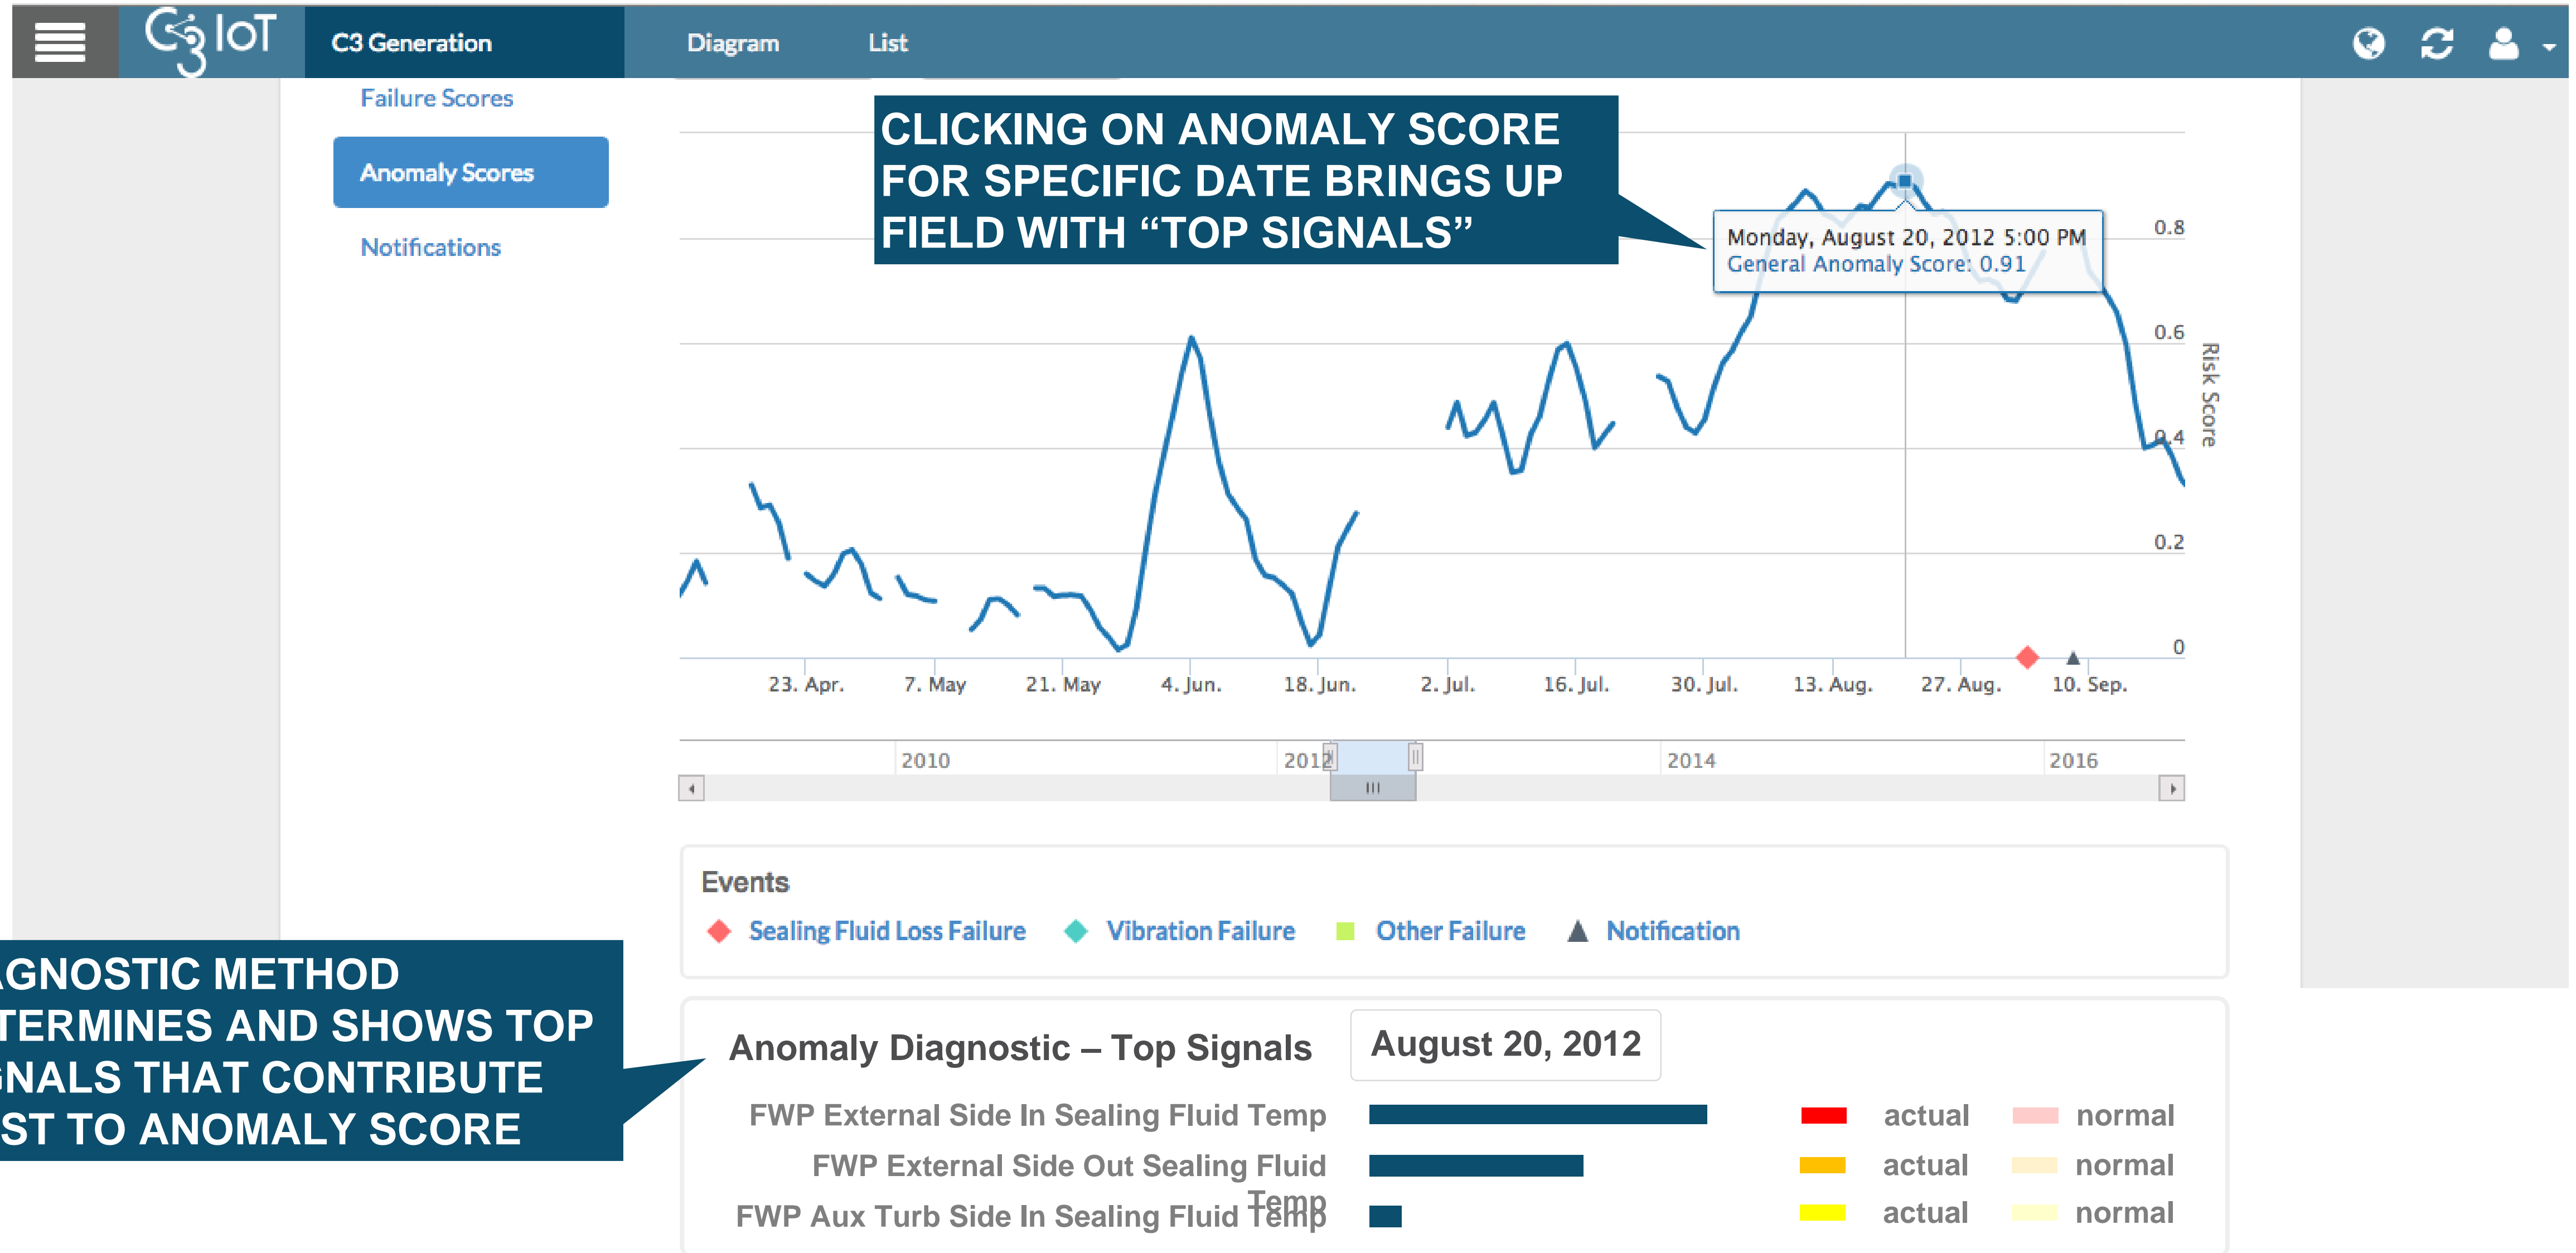 C3 IoT
C3 Generation
Diagram
List
Failure Scores
Anomaly Scores
Notifications
CLICKING ON ANOMALY SCORE
FOR SPECIFIC DATE BRINGS UP
FIELD WITH “TOP SIGNALS”
Monday, August 20, 2012 5:00 PM
General Anomaly Score: 0.91
0.8
0.6
0.4
0.2
0
Risk Score
23. Apr.
7. May
21. May
4. Jun.
18. Jun.
2. Jul.
16. Jul.
30. Jul.
13. Aug.
27. Aug.
10. Sep.
2010
2012
2014
2016
Events
Sealing Fluid Loss Failure
Vibration Failure
Other Failure
Notification
AGNOSTIC METHOD
TERMINES AND SHOWS TOP
GNALS THAT CONTRIBUTE
ST TO ANOMALY SCORE
Anomaly Diagnostic – Top Signals
August 20, 2012
FWP External Side In Sealing Fluid Temp
actual
normal
FWP External Side Out Sealing Fluid
Temp
actual
normal
FWP Aux Turb Side In Sealing Fluid Temp
actual
normal